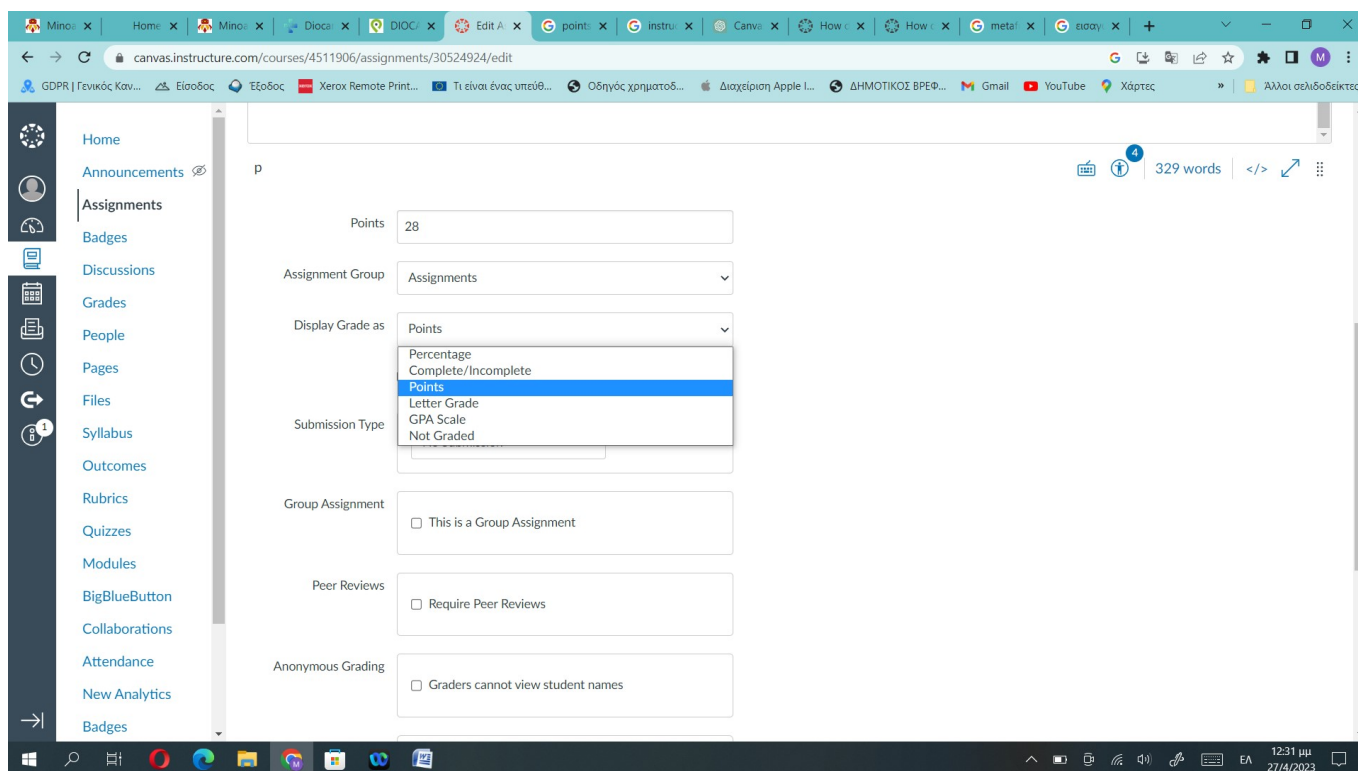 Minoa
Home
Minoa
Diocar
DIOCA
Edit A
points
instruc
Canva
How c
How c
metaf
εισαγω
canvas.instructure.com/courses/4511906/assignments/30524924/edit
M
GDPR | Γενικός Καν...
Είσοδος
Έξοδος
Xerox Remote Print...
Τι είναι ένας υπεύθ...
Οδηγός χρηματοδ...
Διαχείριση Apple I...
ΔΗΜΟΤΙΚΟΣ ΒΡΕΦ...
Gmail
YouTube
Χάρτες
»
Άλλοι σελιδοδείκτες
Home
Announcements
Assignments
Badges
Discussions
Grades
People
Pages
Files
1
Syllabus
Outcomes
Rubrics
Quizzes
Modules
BigBlueButton
Collaborations
Attendance
New Analytics
Badges
p
4
329 words
</>
Points
28
Assignment Group
Assignments
Display Grade as
Points
Percentage
Complete/Incomplete
Points
Letter Grade
GPA Scale
Not Graded
Submission Type
Group Assignment
This is a Group Assignment
Peer Reviews
Require Peer Reviews
Anonymous Grading
Graders cannot view student names
ΕΛ
12:31 μμ
27/4/2023